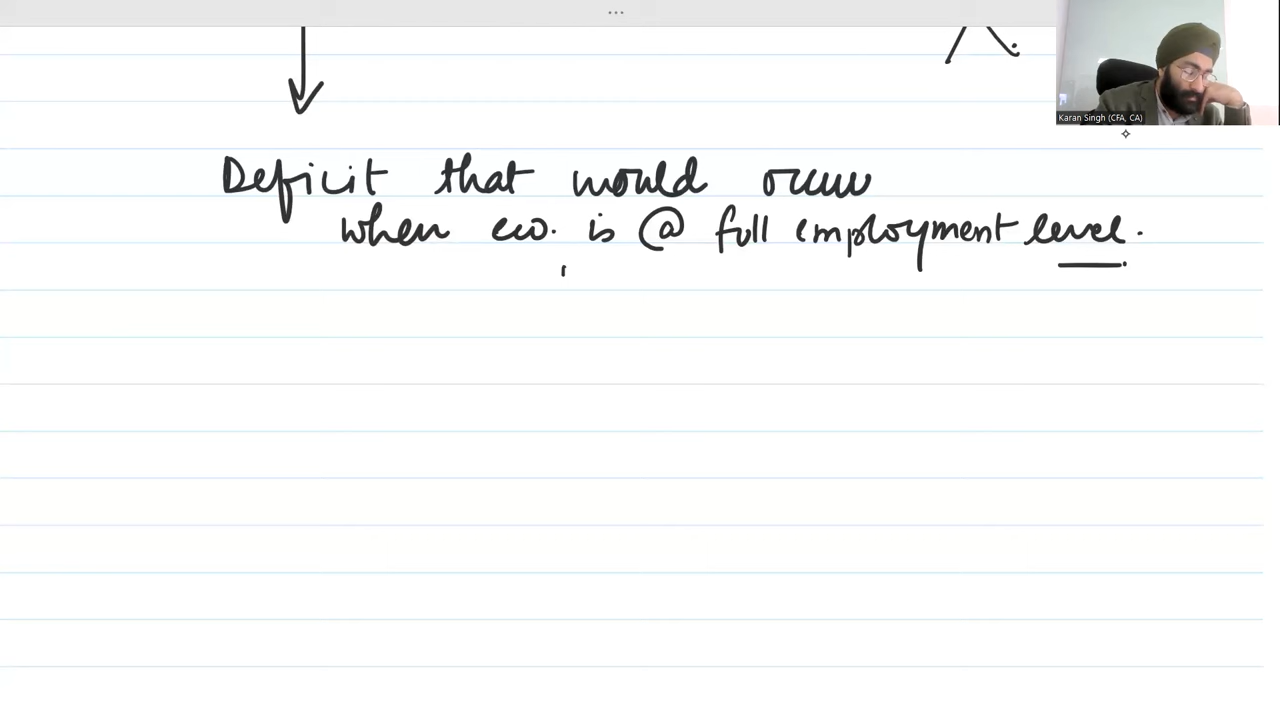 Karan Singh (CFA, CA)
Deficit that would occur
when eco. is @ full employment level.